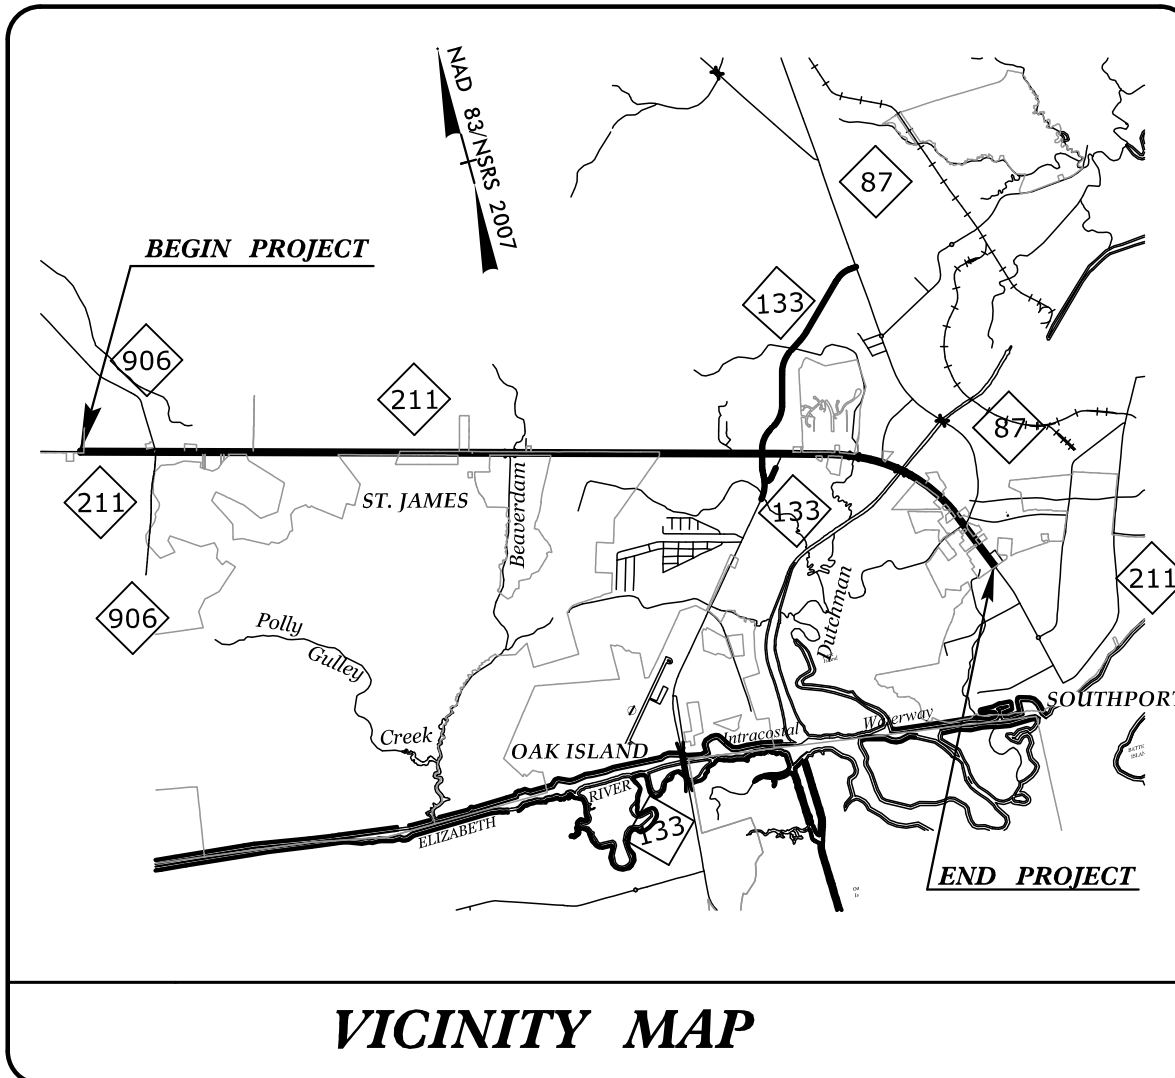 NAD 83/NSRS 2007
87
BEGIN PROJECT
133
906
211
87
211
ST. JAMES
Beaverdam
133
211
906
Dutchman
Polly
Gulley
Creek
SOUTHPORT
Intracostal
Waterway
OAK ISLAND
RIVER
ELIZABETH
133
END PROJECT
VICINITY MAP